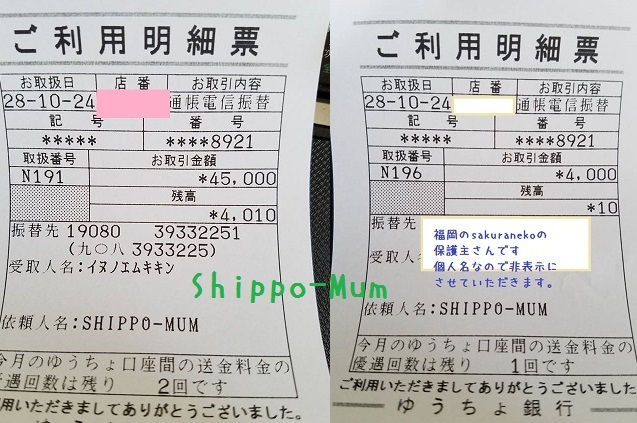 ご利用明細票
お取扱日 店番 お取引内容
28-10-24 通帳電信振替
記号 番号
***** ****8921
取扱番号 お取引金額
N191 *45,000
残高
*4,010
振替先 19080 39332251
(九〇八 3933225)
受取人名:イヌノエムキキン
依頼人名:SHIPPO-MUM
今月のゆうちょ口座間の送金料金の
優遇回数は残り 2回です
用いただきましてありがとうございました。
ご利用明細票
お取扱日 店番 お取引内容
28-10-24 通帳電信振替
記号 番号
***** ****8921
取扱番号 お取引金額
N196 *4,000
残高
*10
振替先
受取人名
福岡のsakuranekoの
保護主さんです
個人名なので非表示に
させていただきます。
依頼人名:SHIPPO-MUM
今月のゆうちょ口座間の送金料金の
優遇回数は残り 1回です
ご利用いただきましてありがとうございました。
ゆうちょ銀行
Shippo-Mum